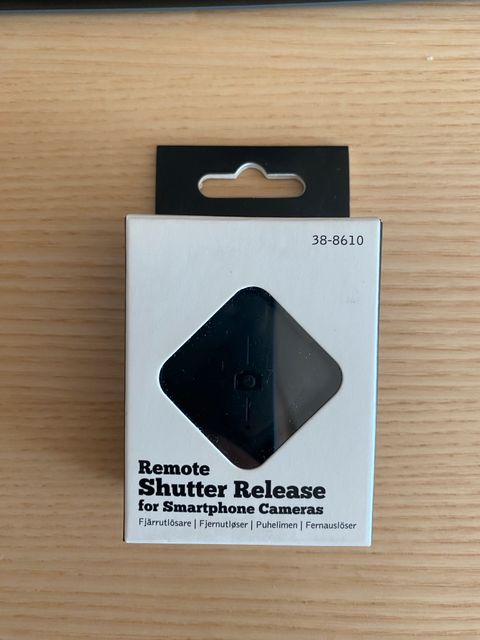 38-8610
Remote
Shutter Release
for Smartphone Cameras
Fjärrutlösare | Fjernutløser | Puhelimen | Fernauslöser